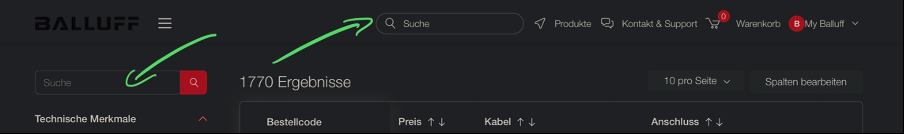 BALLUFF
Suche
Produkte
Kontakt & Support
0
Warenkorb
B My Balluff
Suche
1770 Ergebnisse
10 pro Seite
Spalten bearbeiten
Technische Merkmale
Bestellcode
Preis ↑↓
Kabel ↑↓
Anschluss ↑↓